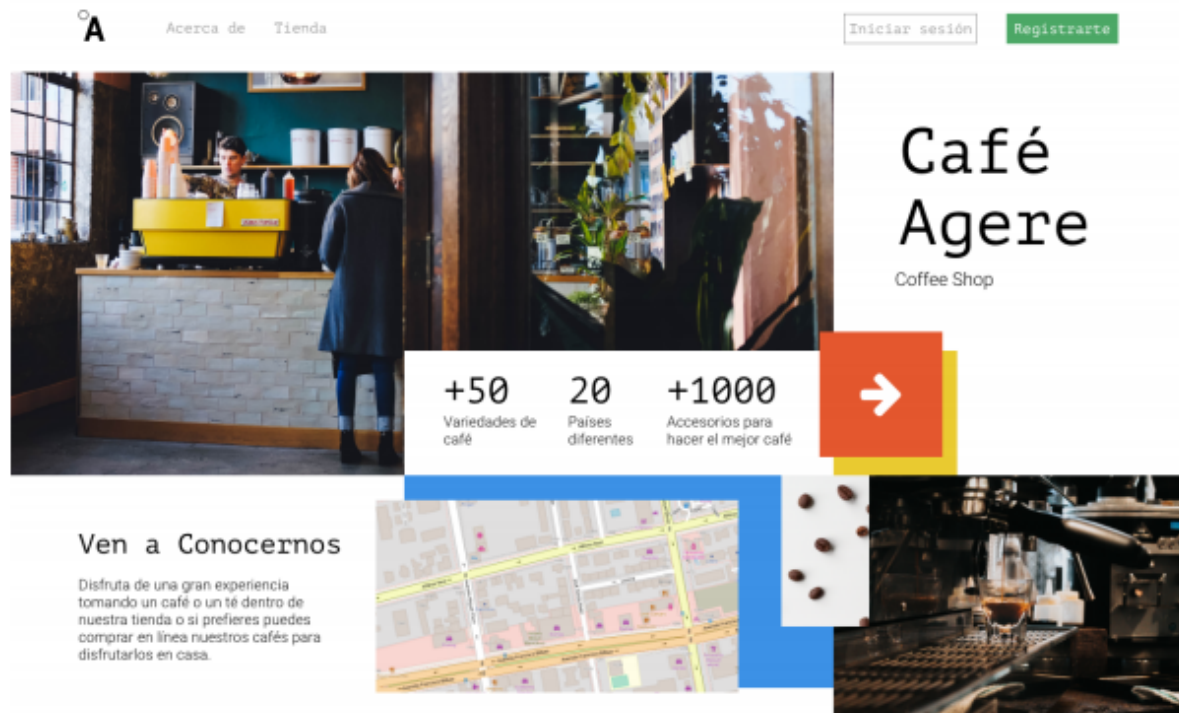 °A
Acerca de
Tienda
Iniciar sesión
Registrarte
Café
Agere
Coffee Shop
+50
Variedades de
café
20
Países
diferentes
+1000
Accesorios para
hacer el mejor café
Ven a Conocernos
Disfruta de una gran experiencia
tomando un café o un té dentro de
nuestra tienda o si prefieres puedes
comprar en línea nuestros cafés para
disfrutarlos en casa.